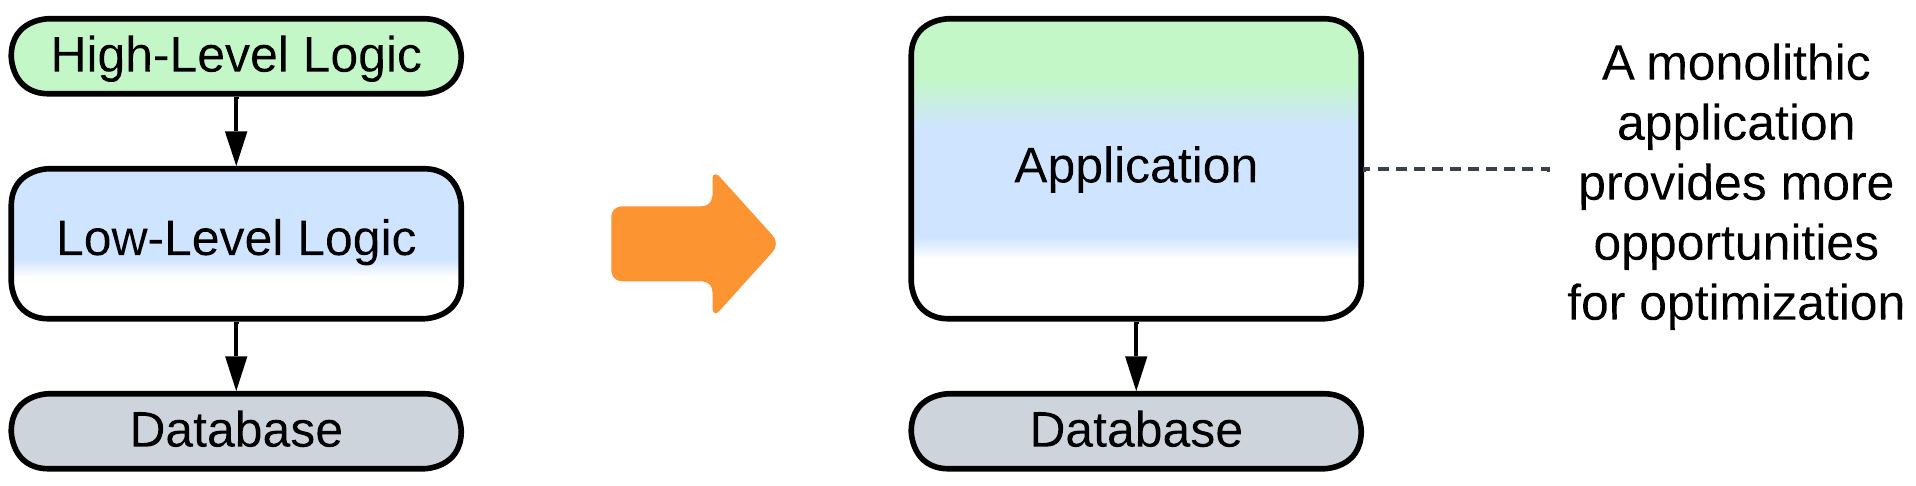 High-Level Logic
Low-Level Logic
Database
Application
Database
A monolithic
application
provides more
opportunities
for optimization